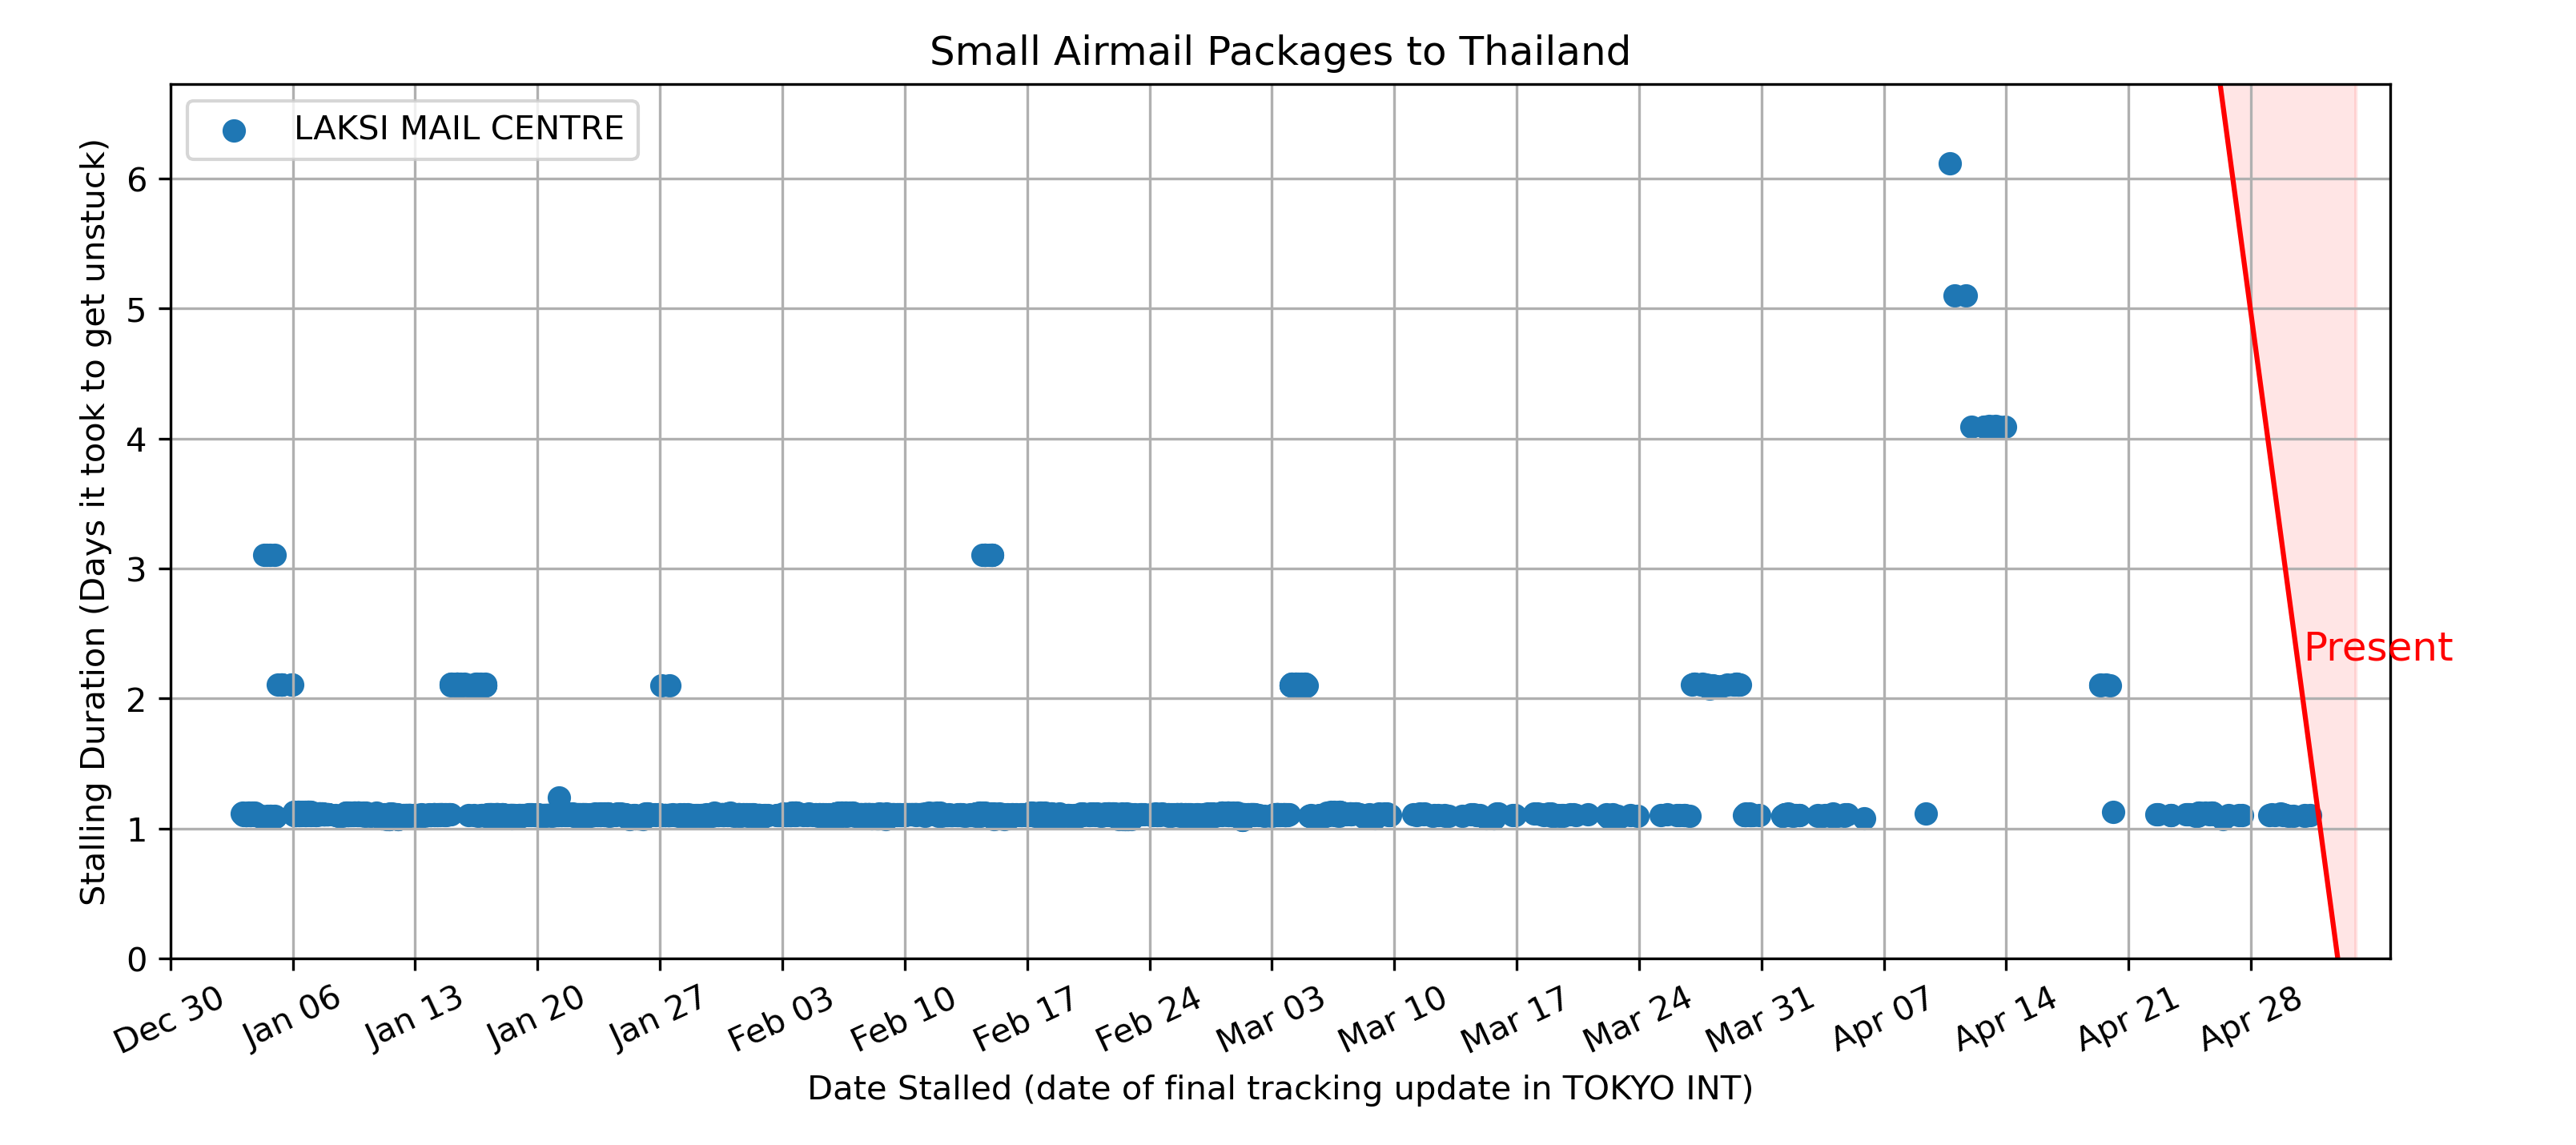 Small Airmail Packages to Thailand
LAKSI MAIL CENTRE
Stalling Duration (Days it took to get unstuck)
6
5
4
3
2
1
0
Present
Dec 30 Jan 06 Jan 13 Jan 20 Jan 27 Feb 03 Feb 10 Feb 17 Feb 24 Mar 03 Mar 10 Mar 17 Mar 24 Mar 31 Apr 07 Apr 14 Apr 21 Apr 28
Date Stalled (date of final tracking update in TOKYO INT)